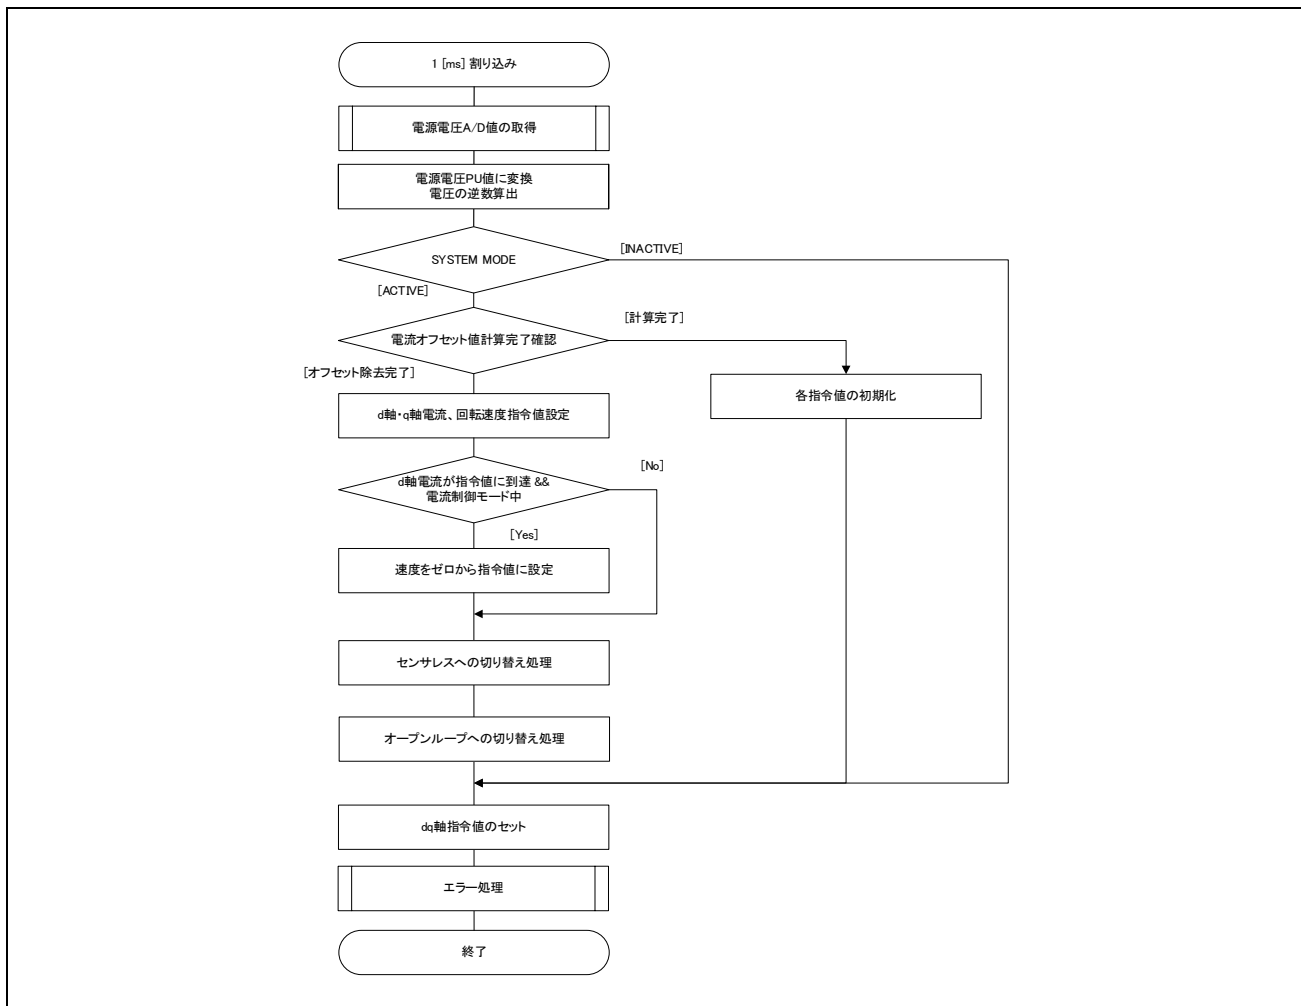 1 [ms] 割り込み
電源電圧A/D値の取得
電源電圧PU値に変換
電圧の逆数算出
SYSTEM MODE
[INACTIVE]
[ACTIVE]
電流オフセット値計算完了確認
[計算完了]
[オフセット除去完了]
各指令値の初期化
d軸・q軸電流、回転速度指令値設定
d軸電流が指令値に到達 &&
電流制御モード中
[No]
[Yes]
速度をゼロから指令値に設定
センサレスへの切り替え処理
オープンループへの切り替え処理
dq軸指令値のセット
エラー処理
終了